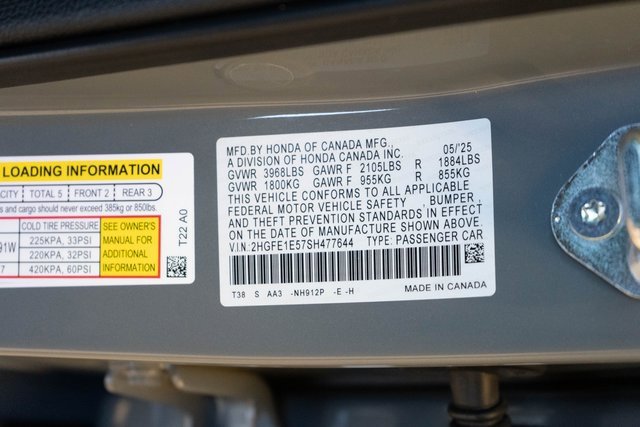 LOADING INFORMATION
CITY TOTAL 5 FRONT 2 REAR 3
s and cargo should never exceed 385kg or 850lbs.
COLD TIRE PRESSURE
91W 225KPA, 33PSI
220KPA, 32PSI
7 420KPA, 60PSI
SEE OWNER'S
MANUAL FOR
ADDITIONAL
INFORMATION
T22 A0
MFD.BY HONDA OF CANADA MFG., 05/'25
A DIVISION OF HONDA CANADA INC.
GVWR 3968LBS GAWR F 2105LBS R 1884LBS
GVWR 1800KG GAWR F 955KG R 855KG
THIS VEHICLE CONFORMS TO ALL APPLICABLE
FEDERAL MOTOR VEHICLE SAFETY , BUMPER ,
AND THEFT PREVENTION STANDARDS IN EFFECT
ON THE DATE OF MANUFACTURE SHOWN ABOVE.
V.IN:2HGFE1E57SH477644 TYPE: PASSENGER CAR
T38 S AA3 -NH912P -E -H MADE IN CANADA